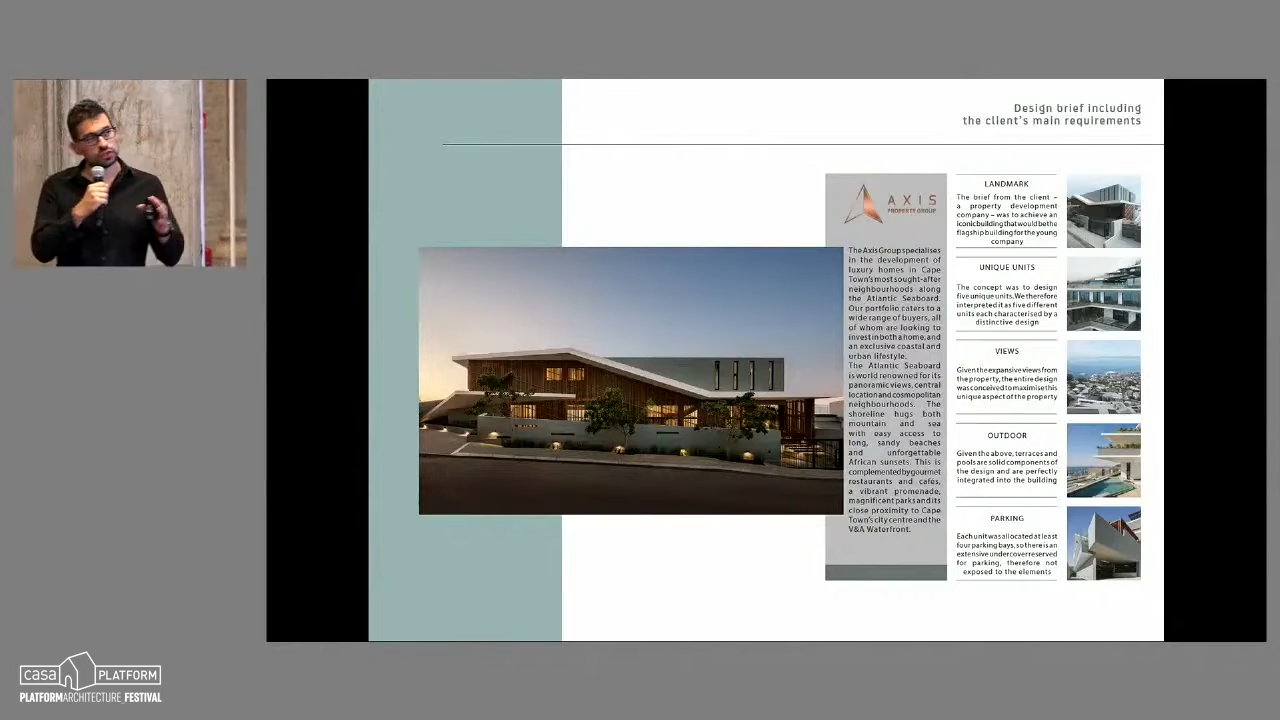 Design brief including
the client's main requirements
AXIS
PROPERTY GROUP
The Axis Group specialises
in the development of
luxury homes in Cape
Town's most sought-after
neighbourhoods along
the Atlantic Seaboard.
Our portfolio caters to a
wide range of buyers, all
of whom are looking to
invest in both a home, and
an exclusive coastal and
urban lifestyle.
The Atlantic Seaboard
is world renowned for its
panoramic views, central
location and cosmopolitan
neighbourhoods. The
shoreline hugs both
mountain and sea
with easy access to
long, sandy beaches
and unforgettable
African sunsets. This is
complemented by gourmet
restaurants and cafés,
a vibrant promenade,
magnificent parks and its
close proximity to Cape
Town's city centre and the
V&A Waterfront.
LANDMARK
The brief from the client –
a property development
company – was to achieve an
iconic building that would be the
flagship building for the young
company
UNIQUE UNITS
The concept was to design
five unique units. We therefore
interpreted it as five different
units each characterised by a
distinctive design
VIEWS
Given the expansive views from
the property, the entire design
was conceived to maximise this
unique aspect of the property
OUTDOOR
Given the above, terraces and
pools are solid components of
the design and are perfectly
integrated into the building
PARKING
Each unit was allocated at least
four parking bays, so there is an
extensive undercover reserved
for parking, therefore not
exposed to the elements
casa PLATFORM
PLATFORMARCHITECTURE_FESTIVAL